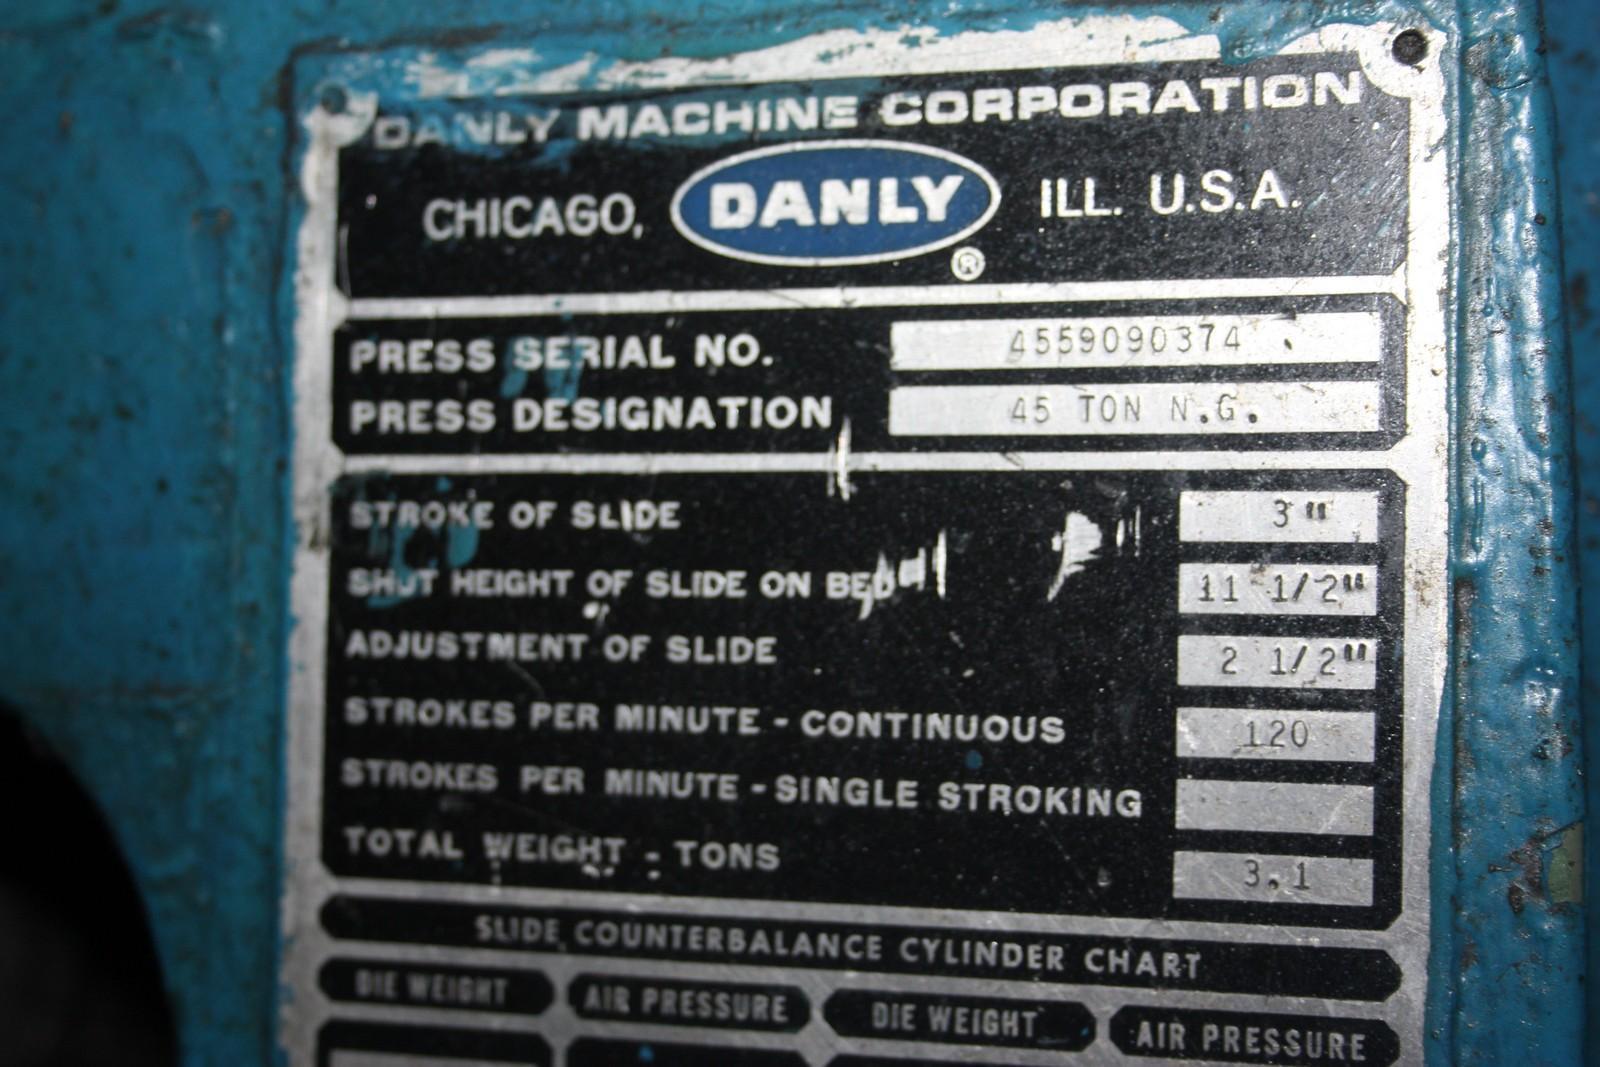 DANLY MACHINE CORPORATION
CHICAGO, DANLY ® ILL. U.S.A.
PRESS SERIAL NO. 4559090374
PRESS DESIGNATION 45 TON N.G.
STROKE OF SLIDE 3"
SHUT HEIGHT OF SLIDE ON BED 11 1/2"
ADJUSTMENT OF SLIDE 2 1/2"
STROKES PER MINUTE - CONTINUOUS 120
STROKES PER MINUTE - SINGLE STROKING
TOTAL WEIGHT - TONS 3.1
SLIDE COUNTERBALANCE CYLINDER CHART
DIE WEIGHT AIR PRESSURE DIE WEIGHT AIR PRESSURE